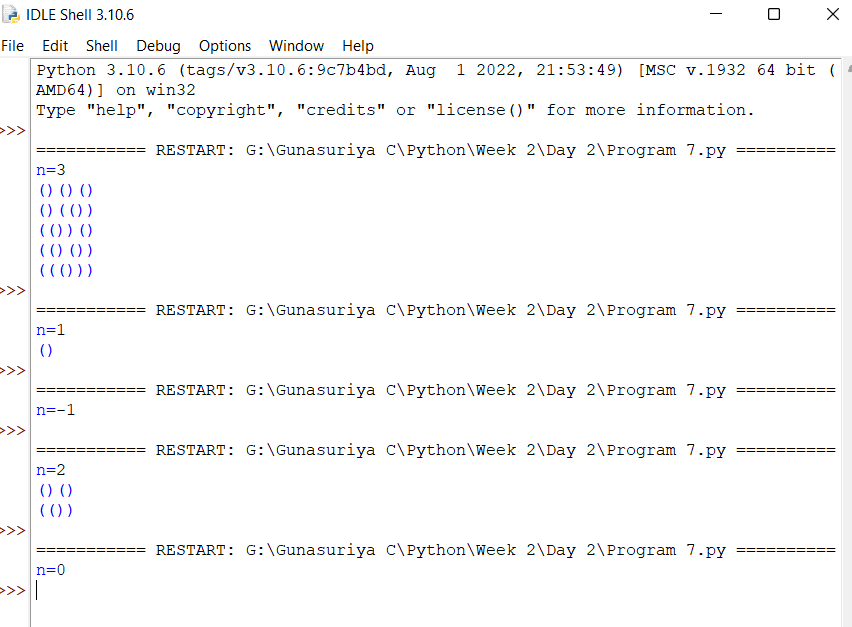 IDLE Shell 3.10.6
File Edit Shell Debug Options Window Help
Python 3.10.6 (tags/v3.10.6:9c7b4bd, Aug  1 2022, 21:53:49) [MSC v.1932 64 bit (
AMD64)] on win32
Type "help", "copyright", "credits" or "license()" for more information.
>>>
=========== RESTART: G:\Gunasuriya C\Python\Week 2\Day 2\Program 7.py ==========
n=3
()()()
()(())
(())()
(()())
((()))
>>>
=========== RESTART: G:\Gunasuriya C\Python\Week 2\Day 2\Program 7.py ==========
n=1
()
>>>
=========== RESTART: G:\Gunasuriya C\Python\Week 2\Day 2\Program 7.py ==========
n=-1
>>>
=========== RESTART: G:\Gunasuriya C\Python\Week 2\Day 2\Program 7.py ==========
n=2
()()
(())
>>>
=========== RESTART: G:\Gunasuriya C\Python\Week 2\Day 2\Program 7.py ==========
n=0
>>>